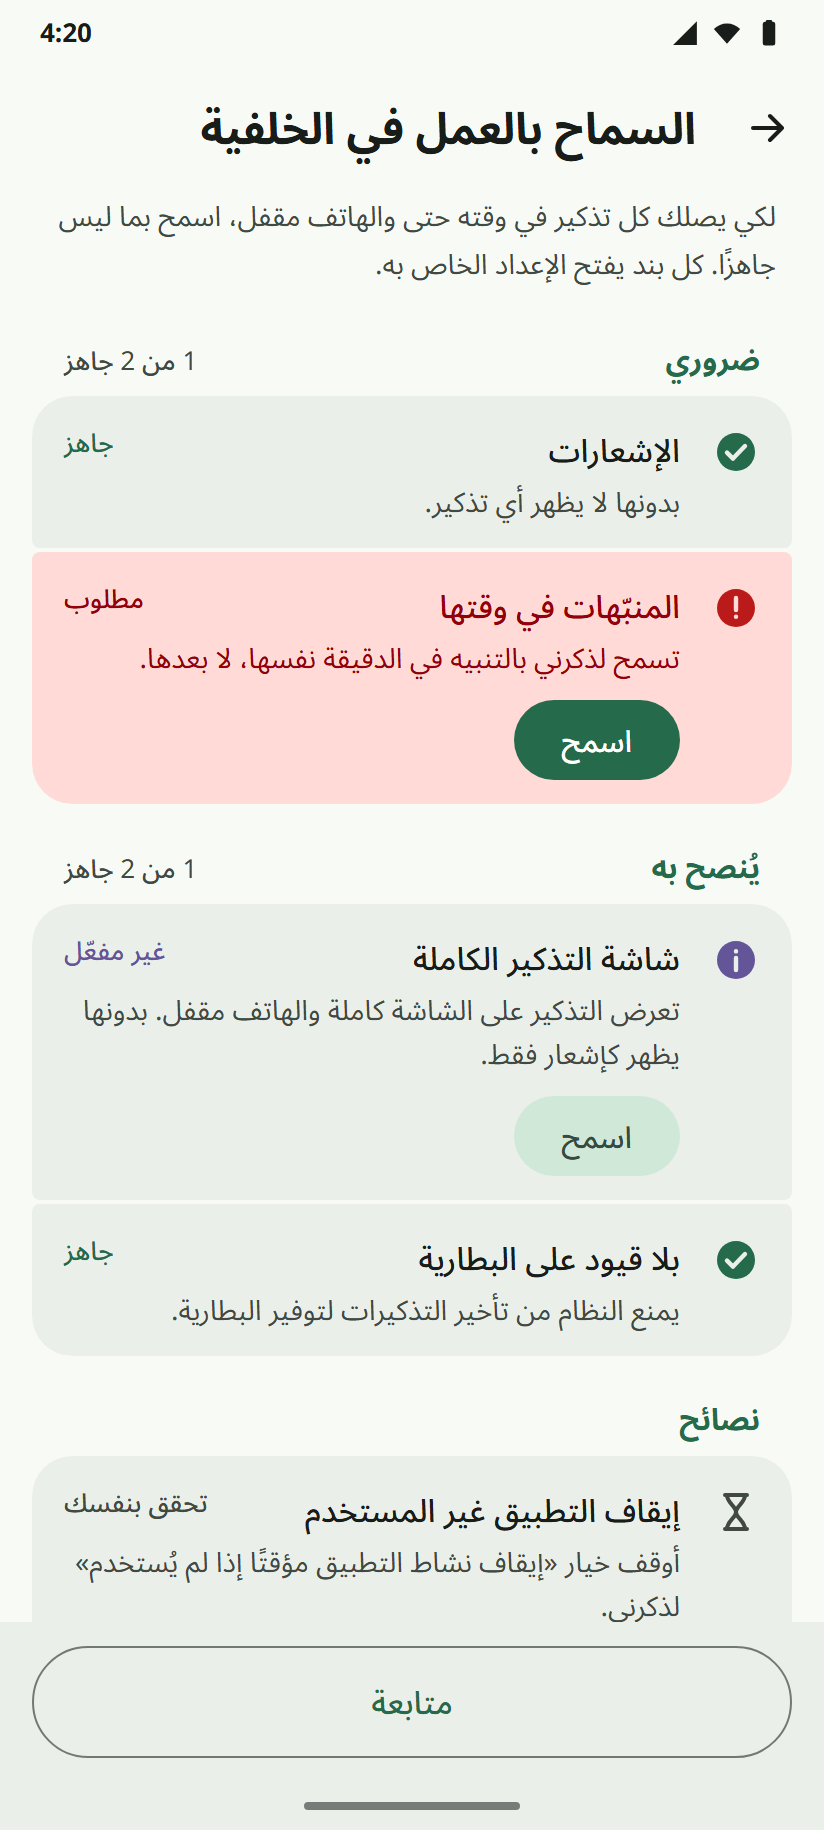 4:20
السماح بالعمل في الخلفية
لكي يصلك كل تذكير في وقته حتى والهاتف مقفل، اسمح بما ليس
جاهزًا. كل بند يفتح الإعداد الخاص به.
ضروري
1 من 2 جاهز
الإشعارات
جاهز
بدونها لا يظهر أي تذكير.
المنبّهات في وقتها
مطلوب
تسمح لذكرني بالتنبيه في الدقيقة نفسها، لا بعدها.
اسمح
يُنصح به
1 من 2 جاهز
شاشة التذكير الكاملة
غير مفعّل
تعرض التذكير على الشاشة كاملة والهاتف مقفل. بدونها
يظهر كإشعار فقط.
اسمح
بلا قيود على البطارية
جاهز
يمنع النظام من تأخير التذكيرات لتوفير البطارية.
نصائح
إيقاف التطبيق غير المستخدم
تحقق بنفسك
أوقف خيار «إيقاف نشاط التطبيق مؤقتًا إذا لم يُستخدم»
لذكرني.
متابعة